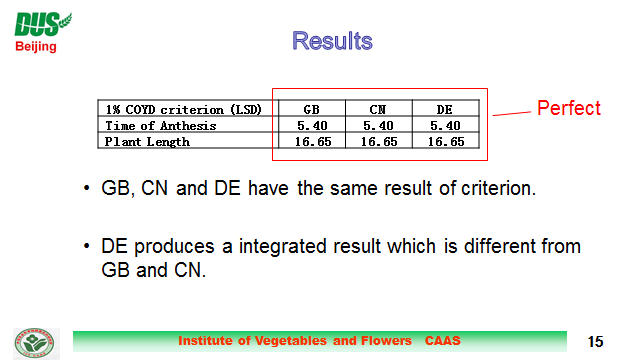 DUS
Beijing
Results
1% COYD criterion (LSD) GB CN DE
Time of Anthesis 5.40 5.40 5.40
Plant Length 16.65 16.65 16.65
Perfect
• GB, CN and DE have the same result of criterion.
• DE produces a integrated result which is different from
GB and CN.
Institute of Vegetables and Flowers CAAS
15